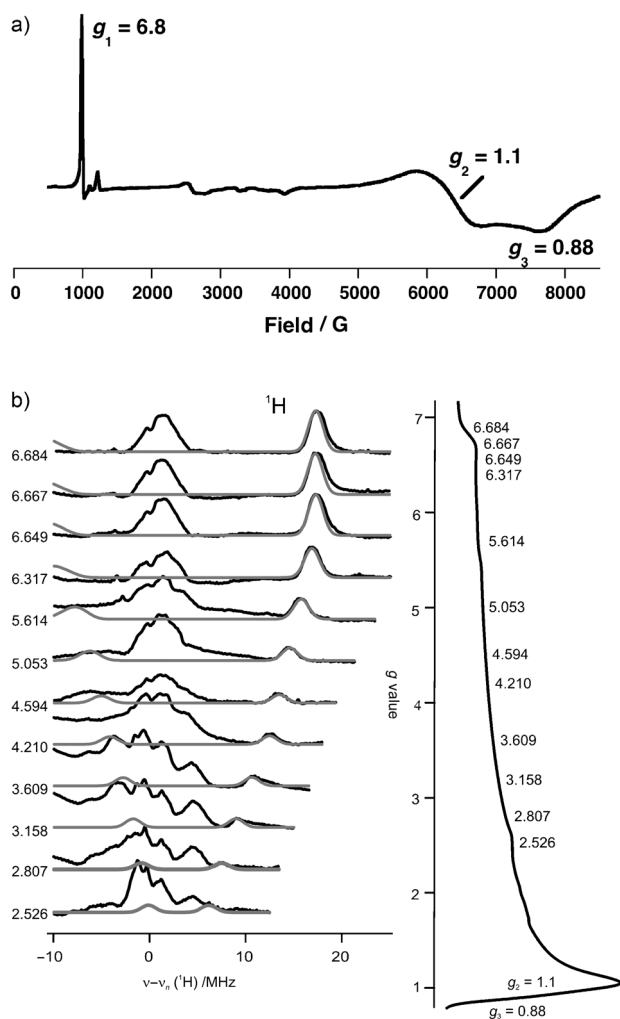 a)
g1 = 6.8
g2 = 1.1
g3 = 0.88
0 1000 2000 3000 4000 5000 6000 7000 8000
Field / G
b)
¹H
6.684
6.667
6.649
6.317
5.614
5.053
4.594
4.210
3.609
3.158
2.807
2.526
−10 0 10 20
ν−νn (¹H) /MHz
7
6
5
4
3
2
1
g value
6.684
6.667
6.649
6.317
5.614
5.053
4.594
4.210
3.609
3.158
2.807
2.526
g2 = 1.1
g3 = 0.88